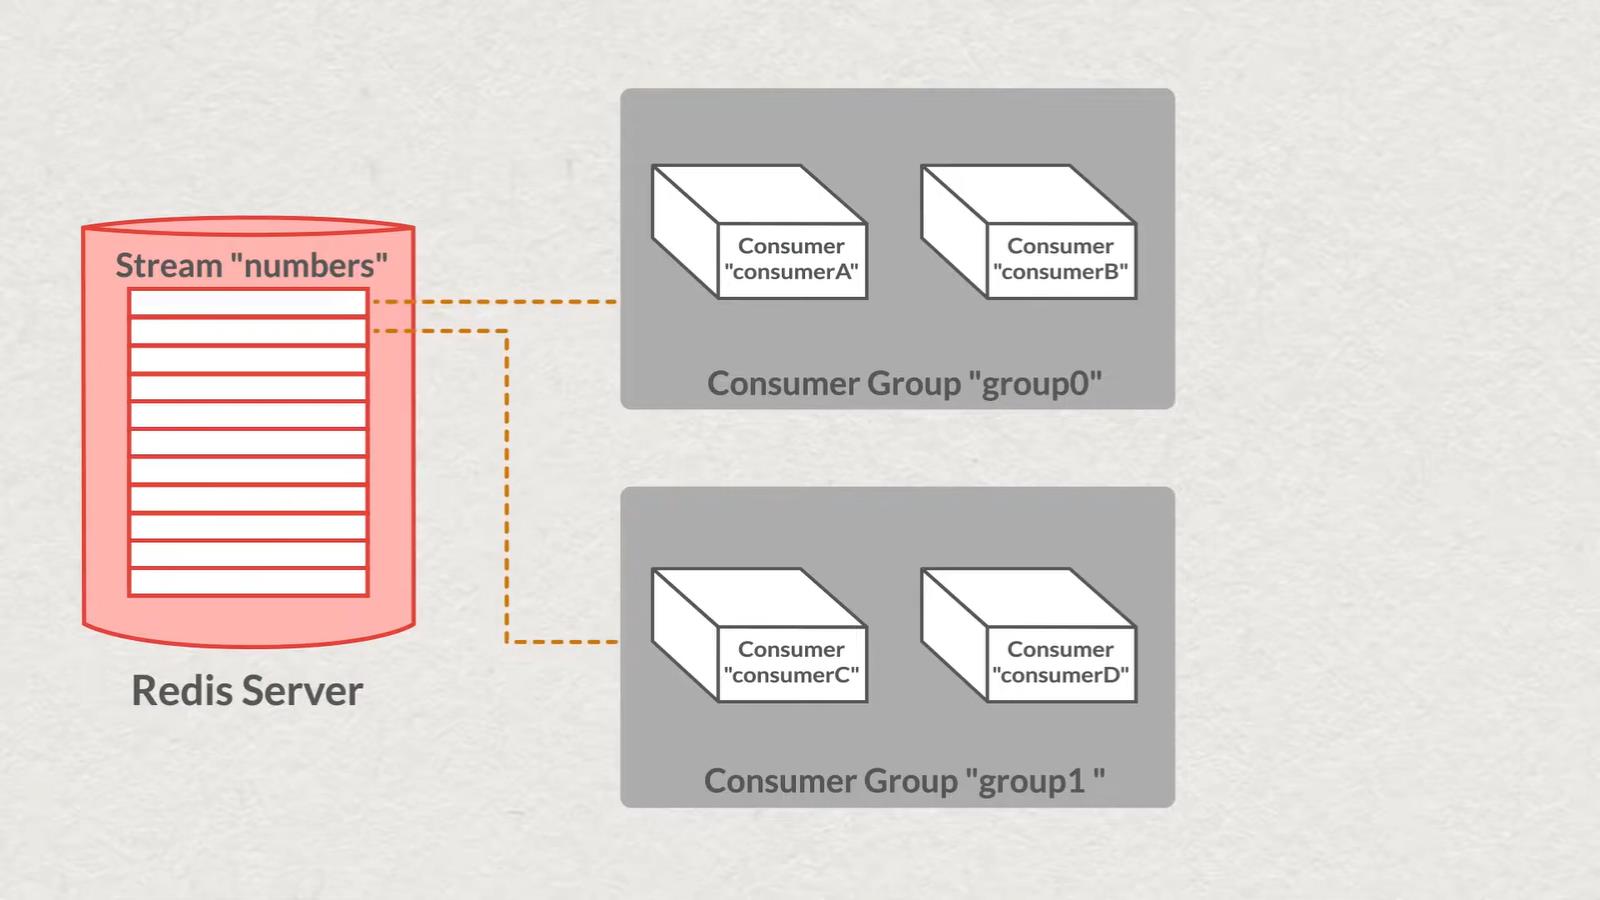 Stream "numbers"
Redis Server
Consumer
"consumerA"
Consumer
"consumerB"
Consumer Group "group0"
Consumer
"consumerC"
Consumer
"consumerD"
Consumer Group "group1 "